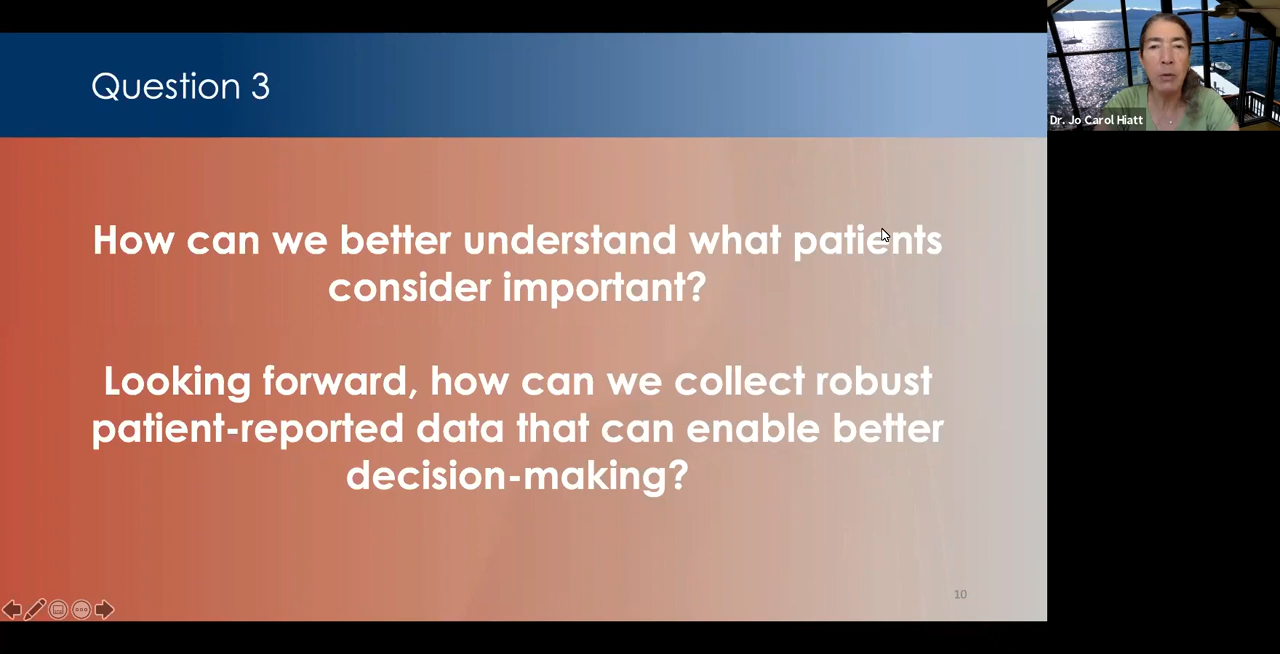 Question 3
How can we better understand what patients
consider important?
Looking forward, how can we collect robust
patient-reported data that can enable better
decision-making?
10
Dr. Jo Carol Hiatt